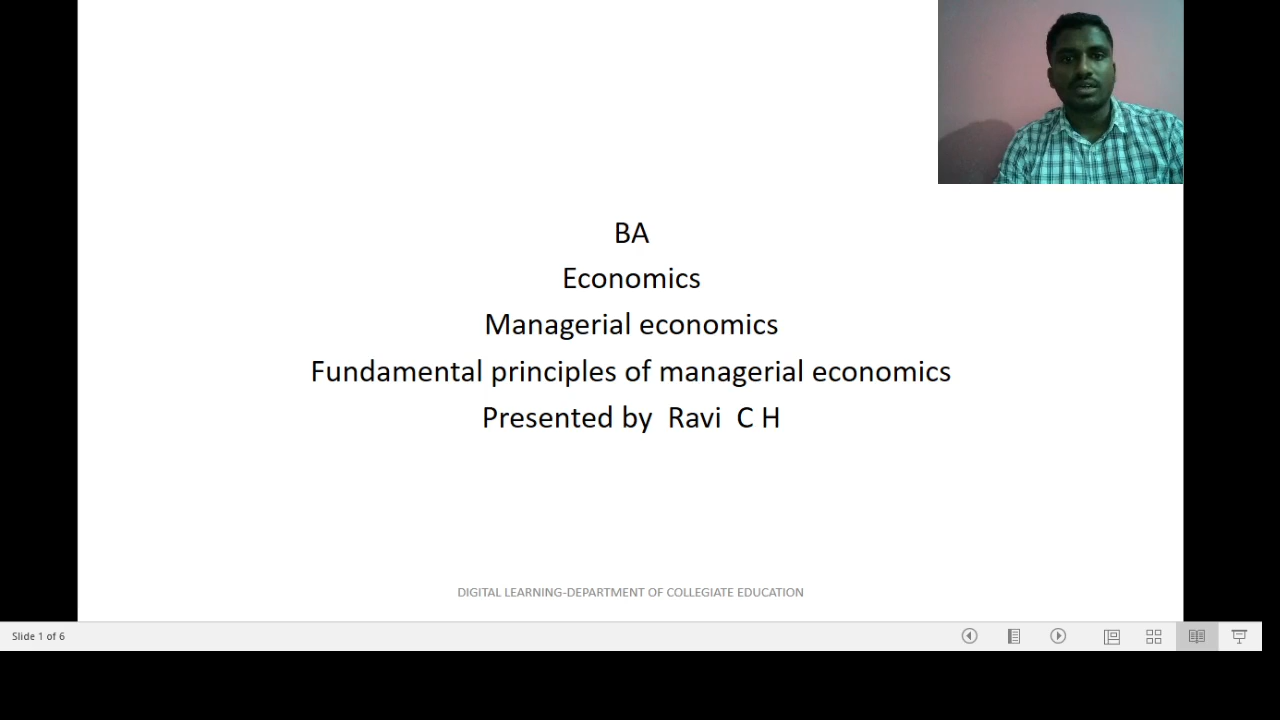 BA
Economics
Managerial economics
Fundamental principles of managerial economics
Presented by  Ravi  C H
DIGITAL LEARNING-DEPARTMENT OF COLLEGIATE EDUCATION
Slide 1 of 6